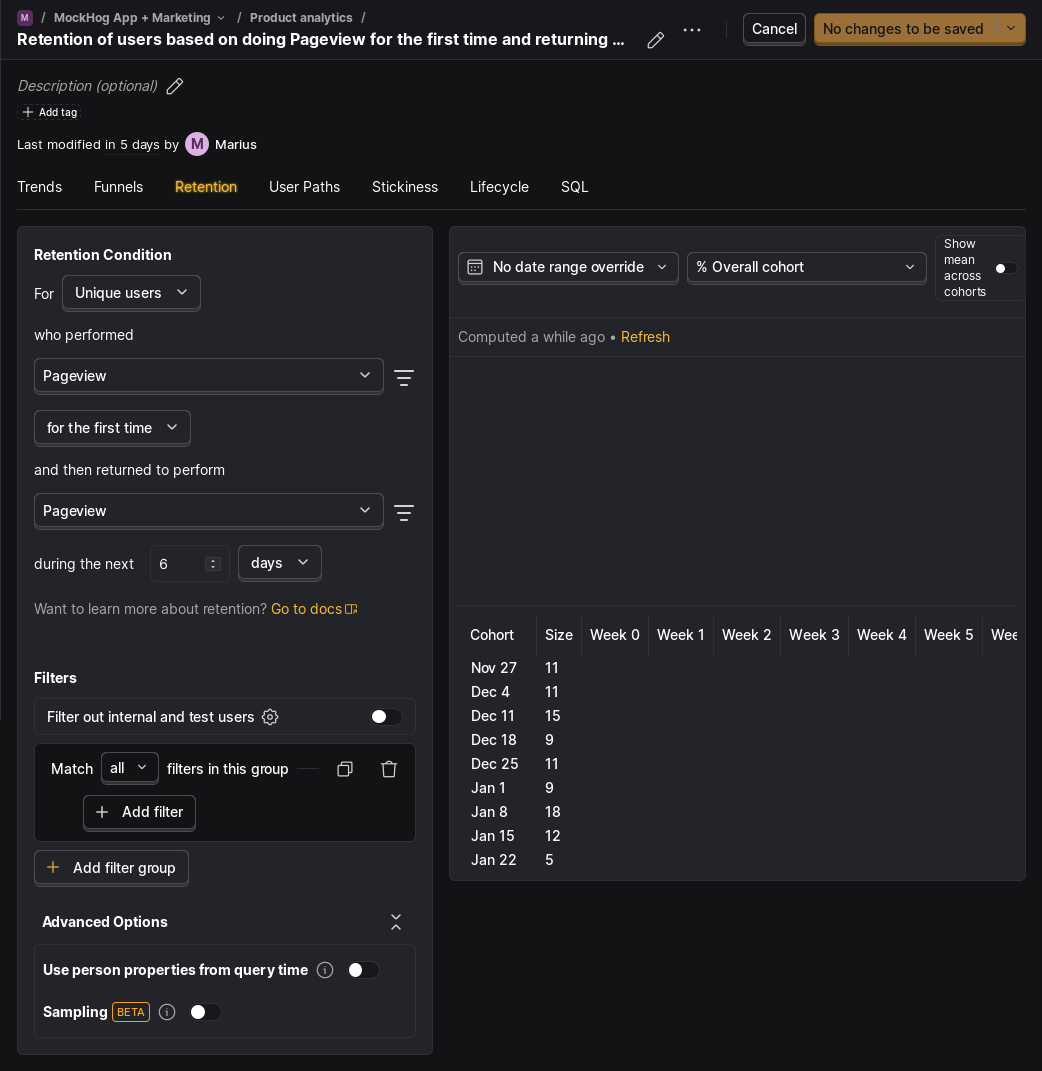 M / MockHog App + Marketing / Product analytics /
Retention of users based on doing Pageview for the first time and returning ...
Cancel
No changes to be saved
Description (optional)
Add tag
Last modified in 5 days by M Marius
Trends Funnels Retention User Paths Stickiness Lifecycle SQL
Retention Condition
For Unique users
who performed
Pageview
for the first time
and then returned to perform
Pageview
during the next 6 days
Want to learn more about retention? Go to docs
Filters
Filter out internal and test users
Match all filters in this group
Add filter
Add filter group
Advanced Options
Use person properties from query time
Sampling BETA
No date range override
% Overall cohort
Show
mean
across
cohorts
Computed a while ago • Refresh
Cohort Size Week 0 Week 1 Week 2 Week 3 Week 4 Week 5 Wee
Nov 27 11
Dec 4 11
Dec 11 15
Dec 18 9
Dec 25 11
Jan 1 9
Jan 8 18
Jan 15 12
Jan 22 5